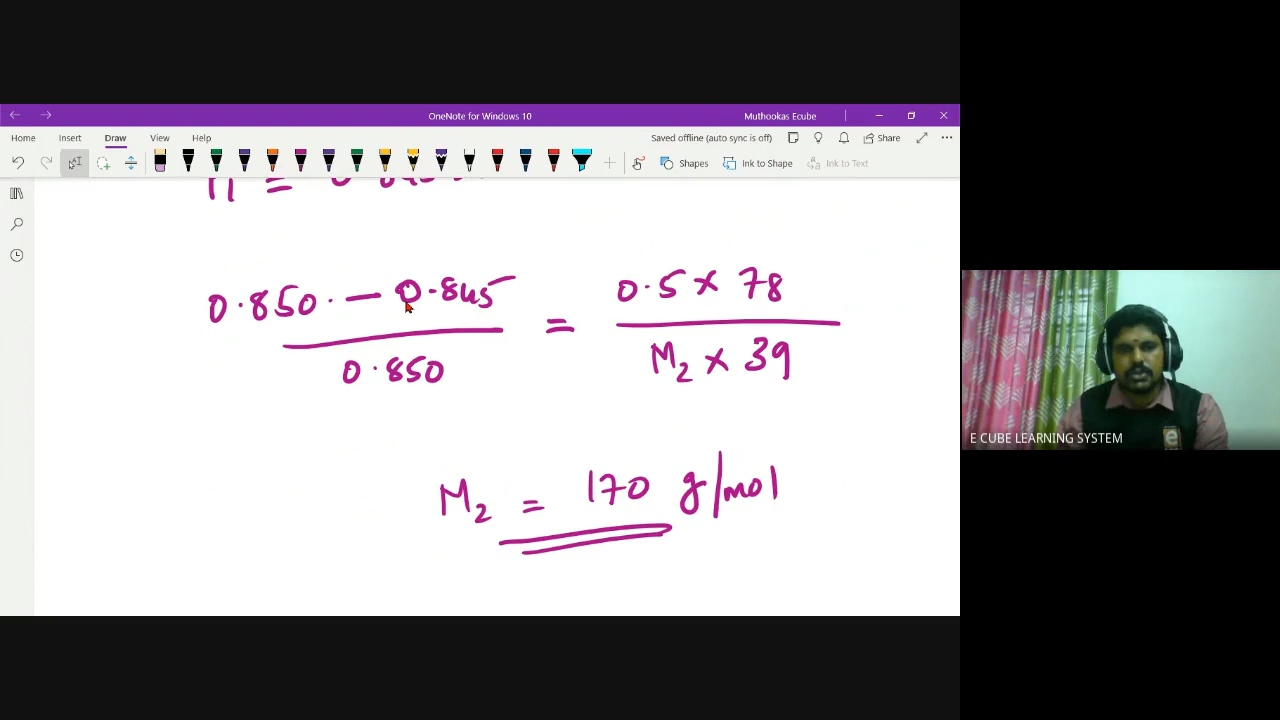 OneNote for Windows 10
Muthookas Ecube
Home Insert Draw View Help
Saved offline (auto sync is off) Share
Shapes Ink to Shape Ink to Text
0.850 - 0.845 / 0.850 = 0.5 × 78 / M₂ × 39
M₂ = 170 g/mol
E CUBE LEARNING SYSTEM
e